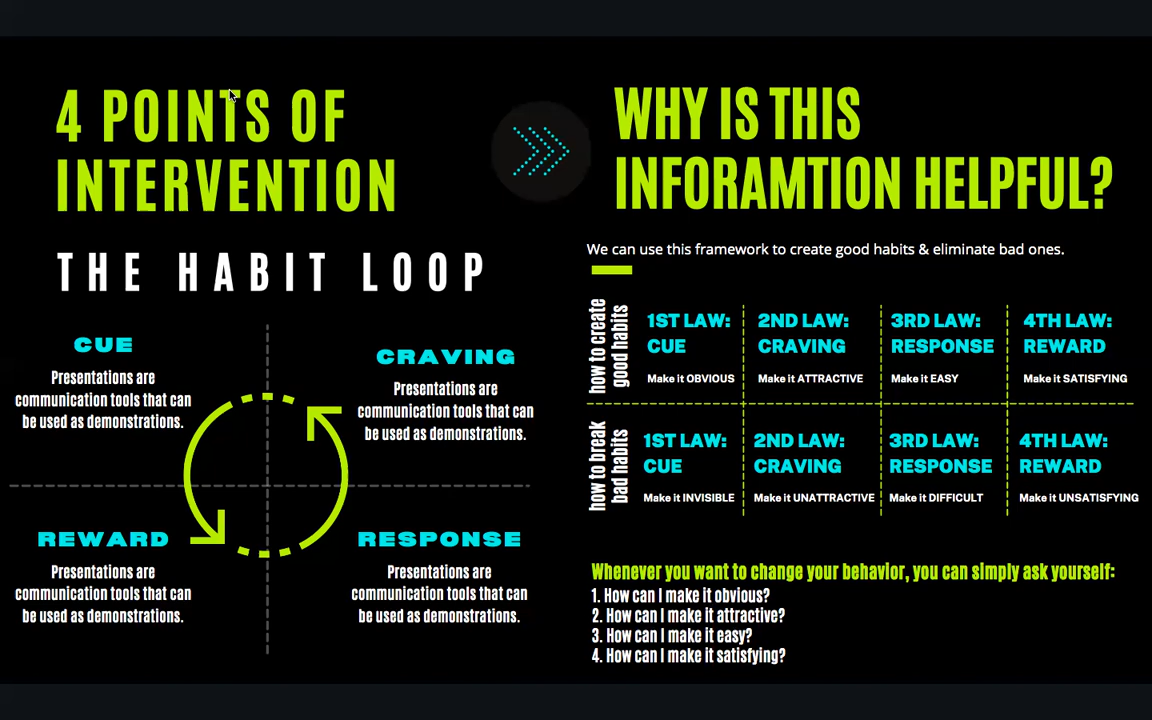 4 POINTS OF
INTERVENTION
THE HABIT LOOP
CUE
Presentations are
communication tools that can
be used as demonstrations.
CRAVING
Presentations are
communication tools that can
be used as demonstrations.
REWARD
Presentations are
communication tools that can
be used as demonstrations.
RESPONSE
Presentations are
communication tools that can
be used as demonstrations.
WHY IS THIS
INFORAMTION HELPFUL?
We can use this framework to create good habits & eliminate bad ones.
how to create
good habits
1ST LAW:
CUE
Make it OBVIOUS
2ND LAW:
CRAVING
Make it ATTRACTIVE
3RD LAW:
RESPONSE
Make it EASY
4TH LAW:
REWARD
Make it SATISFYING
how to break
bad habits
1ST LAW:
CUE
Make it INVISIBLE
2ND LAW:
CRAVING
Make it UNATTRACTIVE
3RD LAW:
RESPONSE
Make it DIFFICULT
4TH LAW:
REWARD
Make it UNSATISFYING
Whenever you want to change your behavior, you can simply ask yourself:
1. How can I make it obvious?
2. How can I make it attractive?
3. How can I make it easy?
4. How can I make it satisfying?